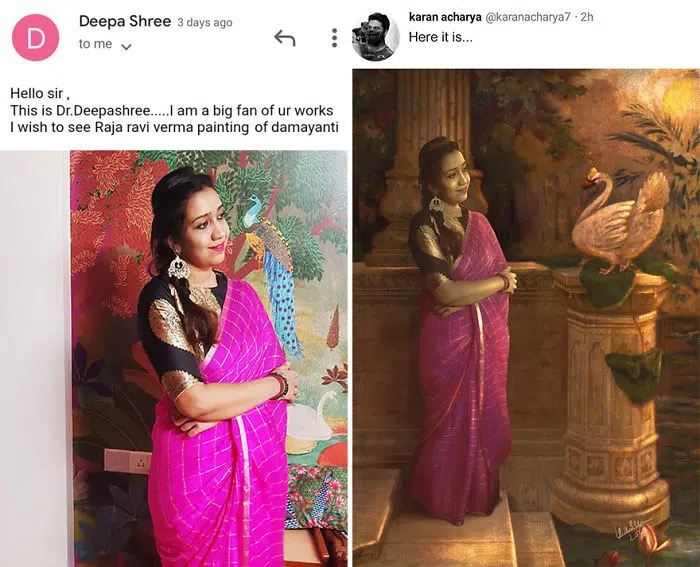 D
Deepa Shree 3 days ago
to me
Hello sir ,
This is Dr.Deepashree.....I am a big fan of ur works
I wish to see Raja ravi verma painting of damayanti
karan acharya @karanacharya7 · 2h
Here it is...